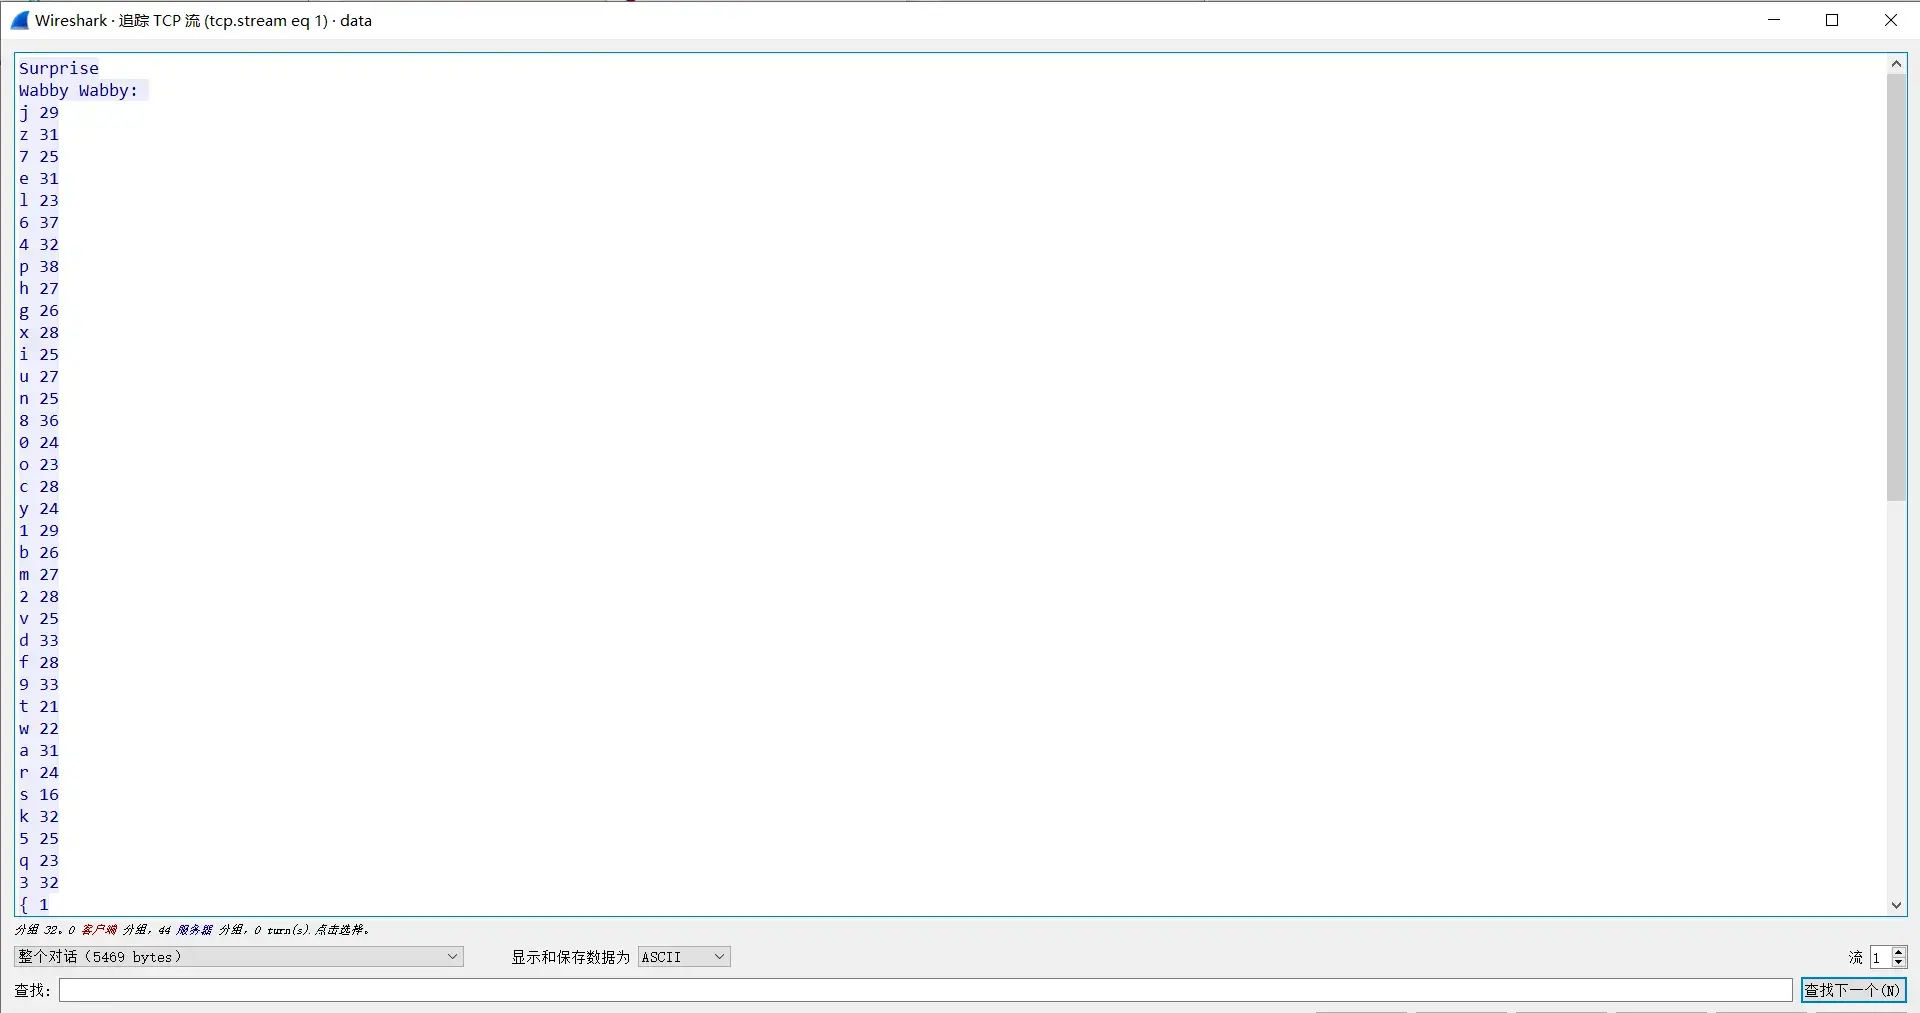 Wireshark · 追踪 TCP 流 (tcp.stream eq 1) · data
Surprise
Wabby Wabby:
j 29
z 31
7 25
e 31
l 23
6 37
4 32
p 38
h 27
g 26
x 28
i 25
u 27
n 25
8 36
0 24
o 23
c 28
y 24
1 29
b 26
m 27
2 28
v 25
d 33
f 28
9 33
t 21
w 22
a 31
r 24
s 16
k 32
5 25
q 23
3 32
{ 1
分组 32。0 客户端 分组, 44 服务器 分组, 0 turn(s).点击选择。
整个对话（5469 bytes） 显示和保存数据为 ASCII 流 1
查找: 查找下一个(N)